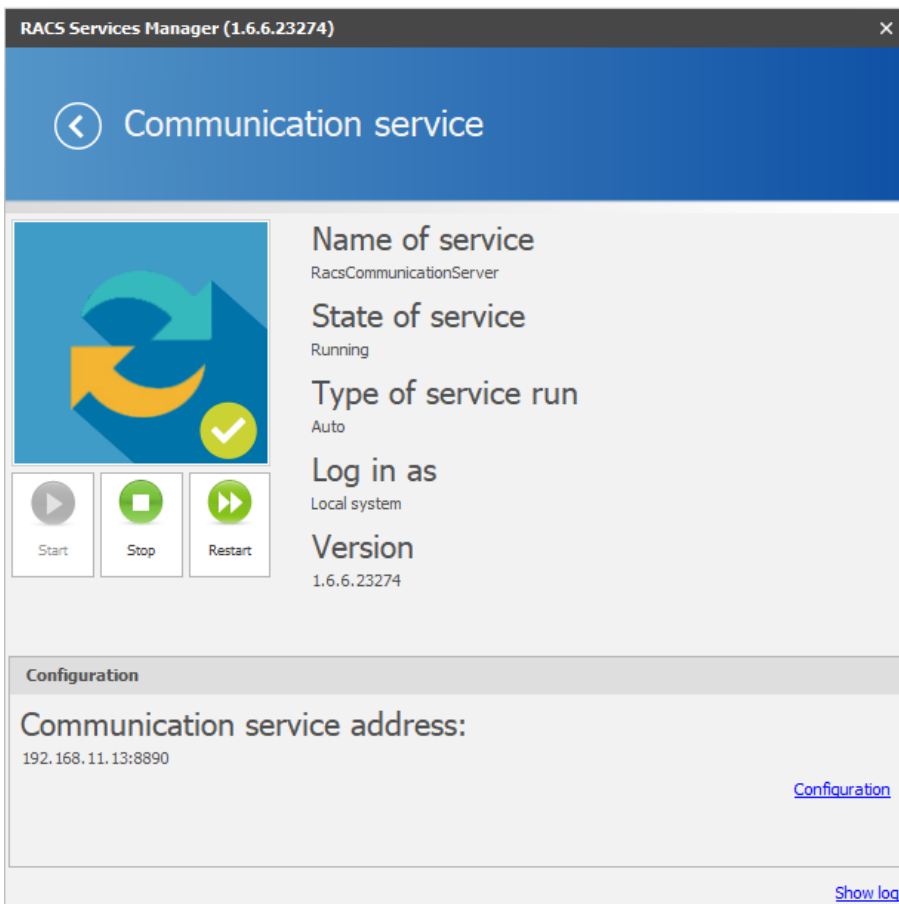 RACS Services Manager (1.6.6.23274)
Communication service
Name of service
RacsCommunicationServer
State of service
Running
Type of service run
Auto
Log in as
Local system
Version
1.6.6.23274
Start
Stop
Restart
Configuration
Communication service address:
192.168.11.13:8890
Configuration
Show log